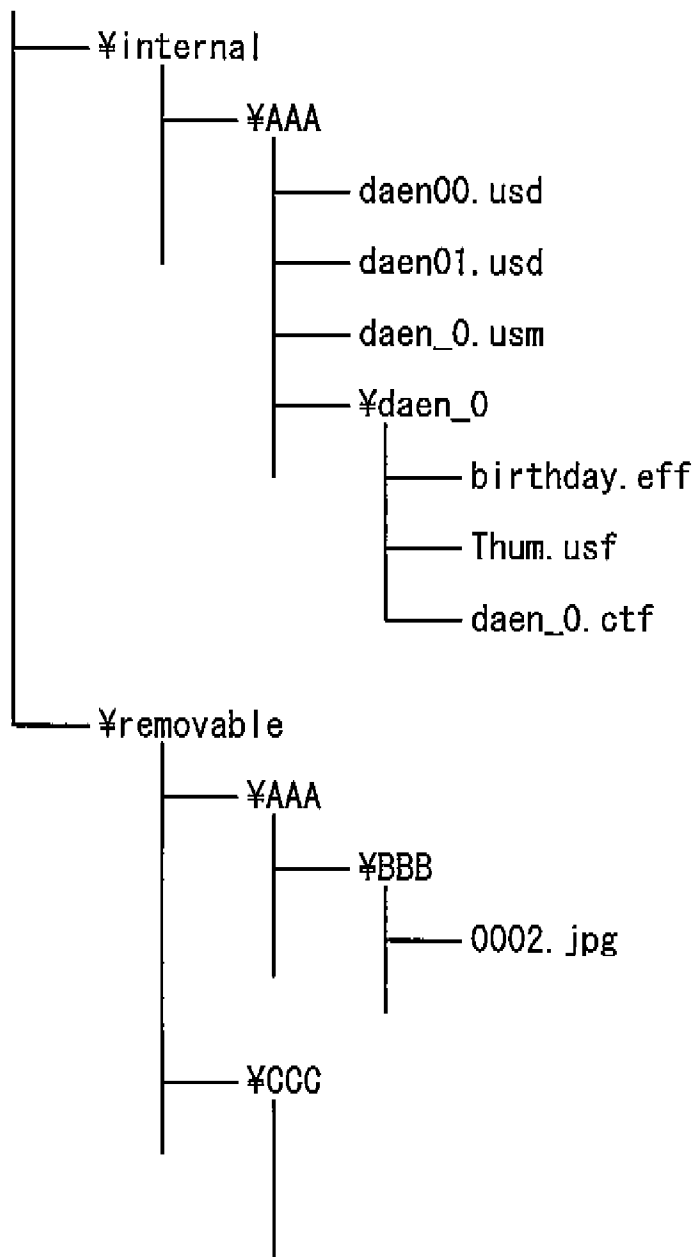 ¥internal
¥AAA
daen00.usd
daen01.usd
daen_0.usm
¥daen_0
birthday.eff
Thum.usf
daen_0.ctf
¥removable
¥AAA
¥BBB
0002.jpg
¥CCC